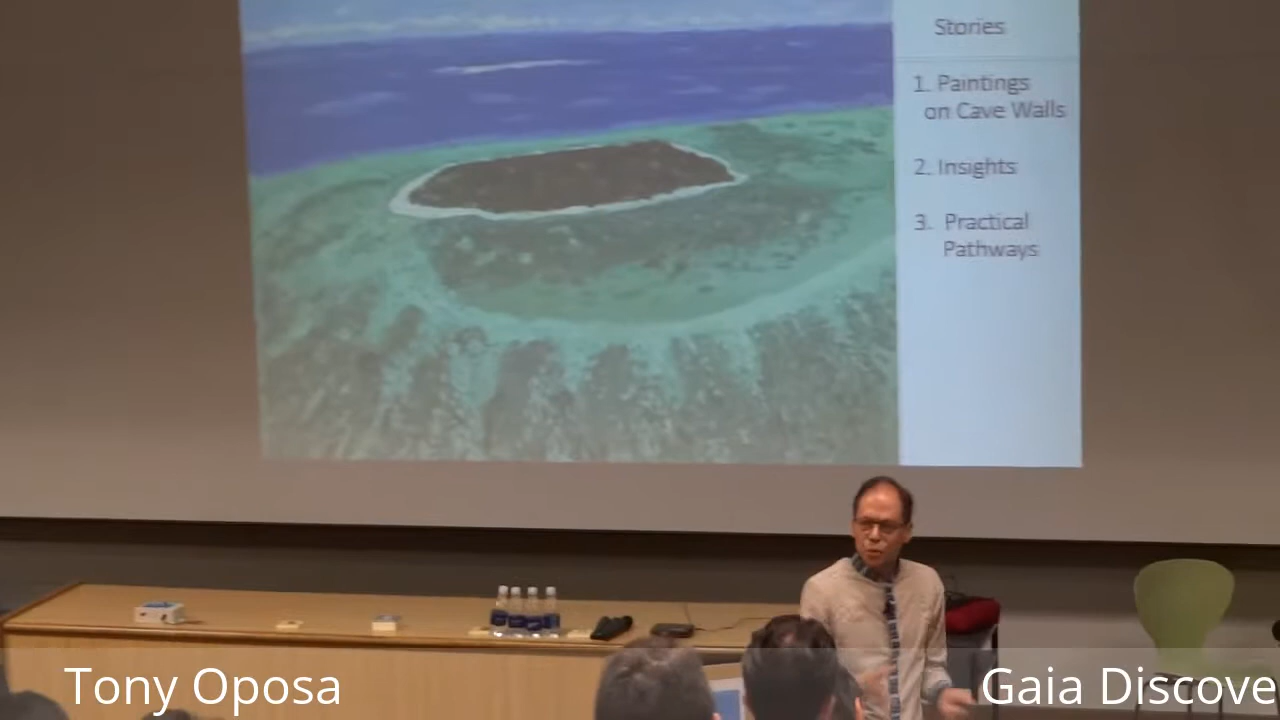 Stories
1. Paintings
on Cave Walls
2. Insights
3. Practical
Pathways
Tony Oposa
Gaia Discove